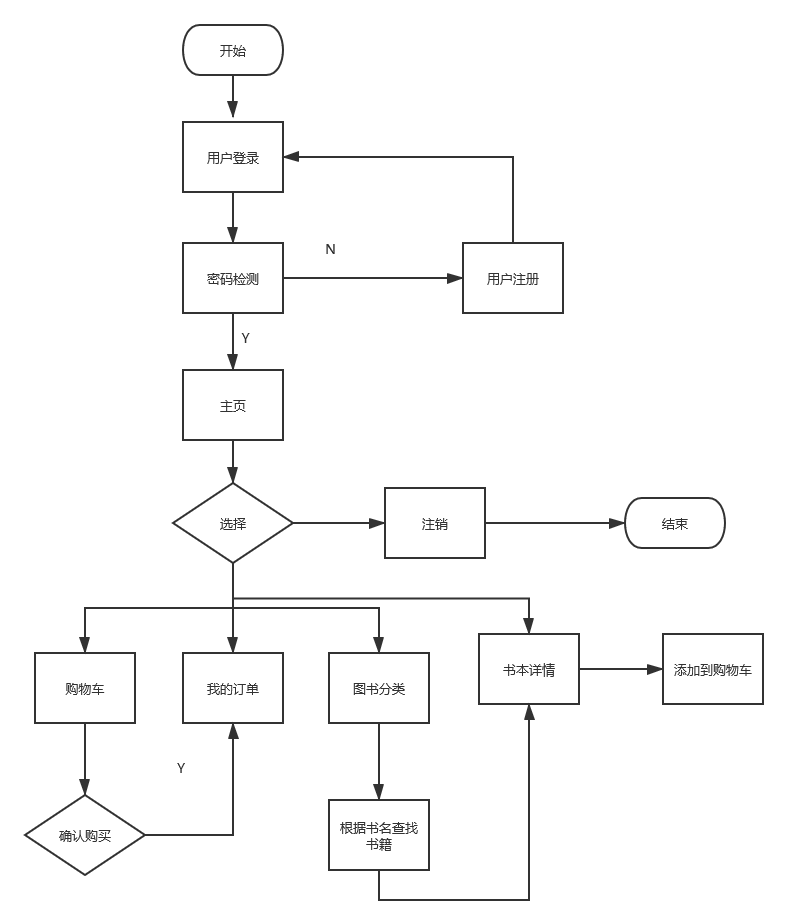 开始
用户登录
N
密码检测
用户注册
Y
主页
选择
注销
结束
购物车
我的订单
图书分类
书本详情
添加到购物车
Y
确认购买
根据书名查找
书籍